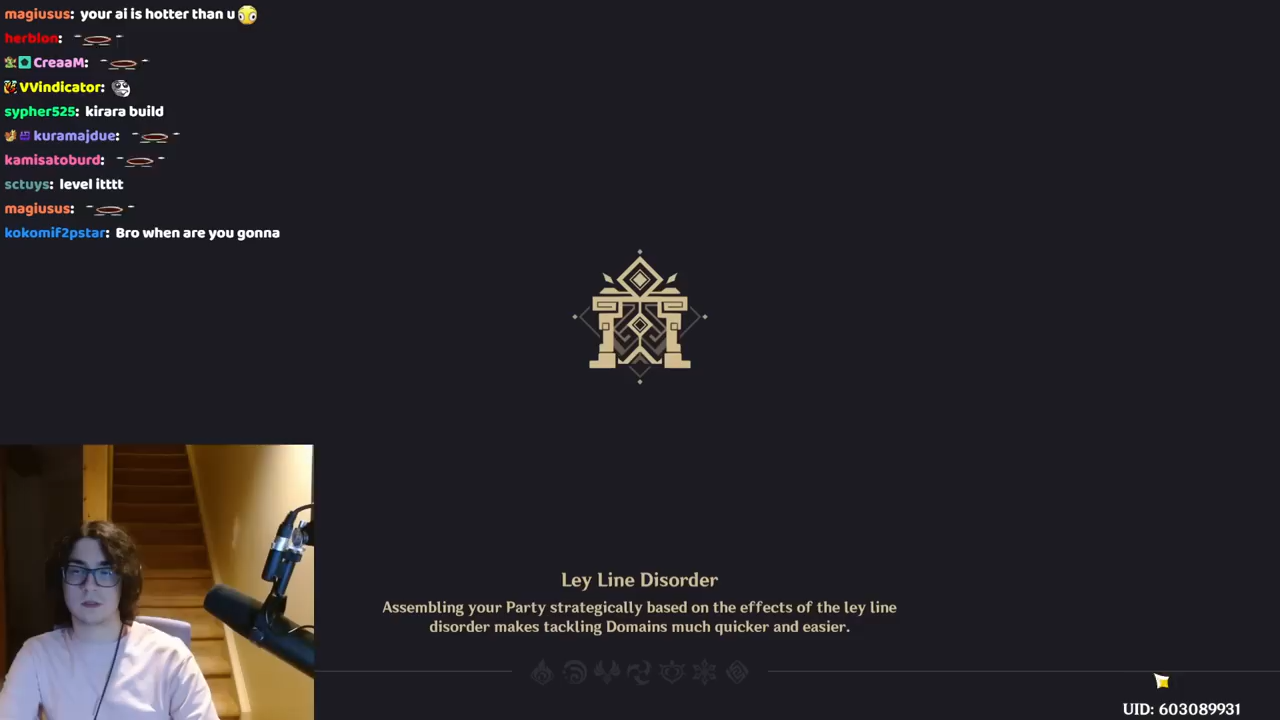 magiusus: your ai is hotter than u
herblon:
CreaaM:
VVindicator:
sypher525: kirara build
kuramajdue:
kamisatoburd:
sctuys: level itttt
magiusus:
kokomif2pstar: Bro when are you gonna
Ley Line Disorder
Assembling your Party strategically based on the effects of the ley line
disorder makes tackling Domains much quicker and easier.
UID: 603089931